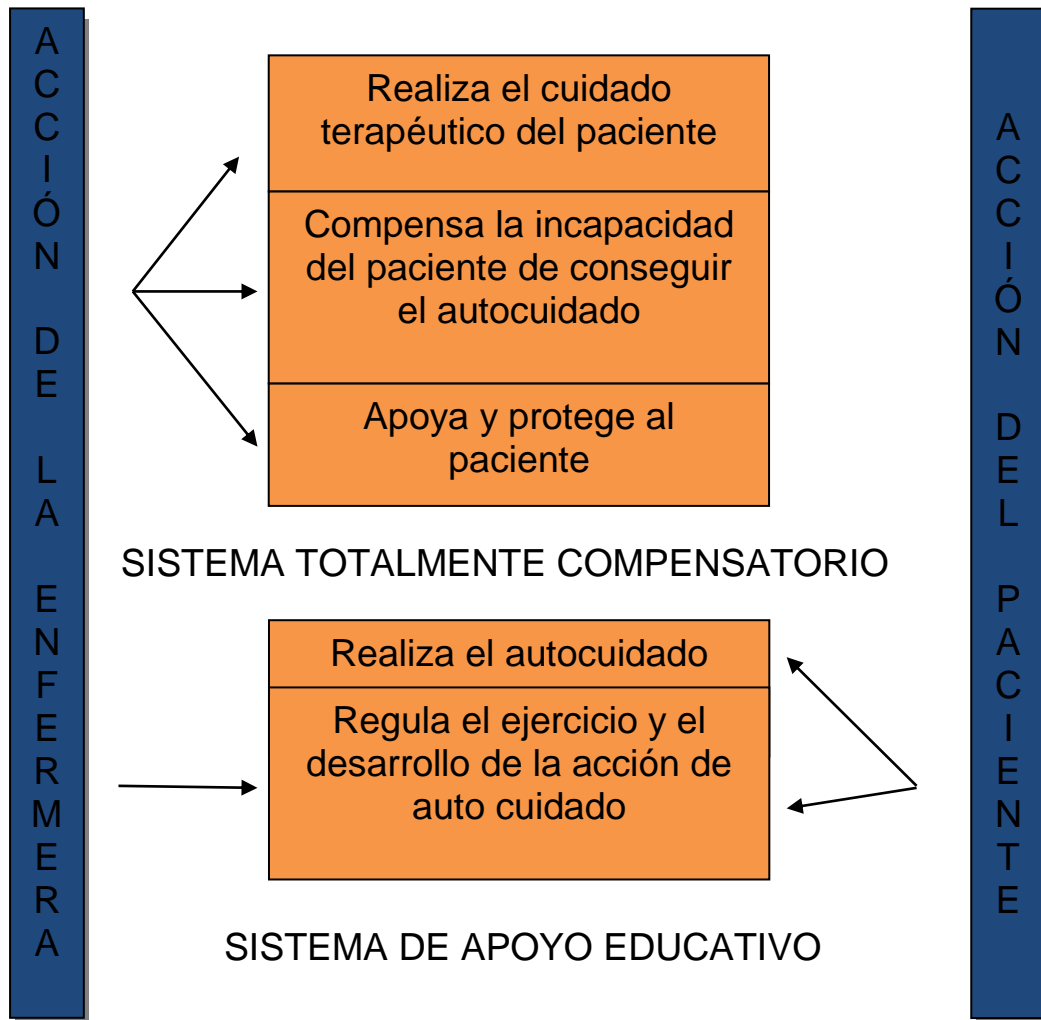 ACCIÓN DE LA ENFERMERA
Realiza el cuidado
terapéutico del paciente
Compensa la incapacidad
del paciente de conseguir
el autocuidado
Apoya y protege al
paciente
SISTEMA TOTALMENTE COMPENSATORIO
Realiza el autocuidado
Regula el ejercicio y el
desarrollo de la acción de
auto cuidado
SISTEMA DE APOYO EDUCATIVO
ACCIÓN DEL PACIENTE